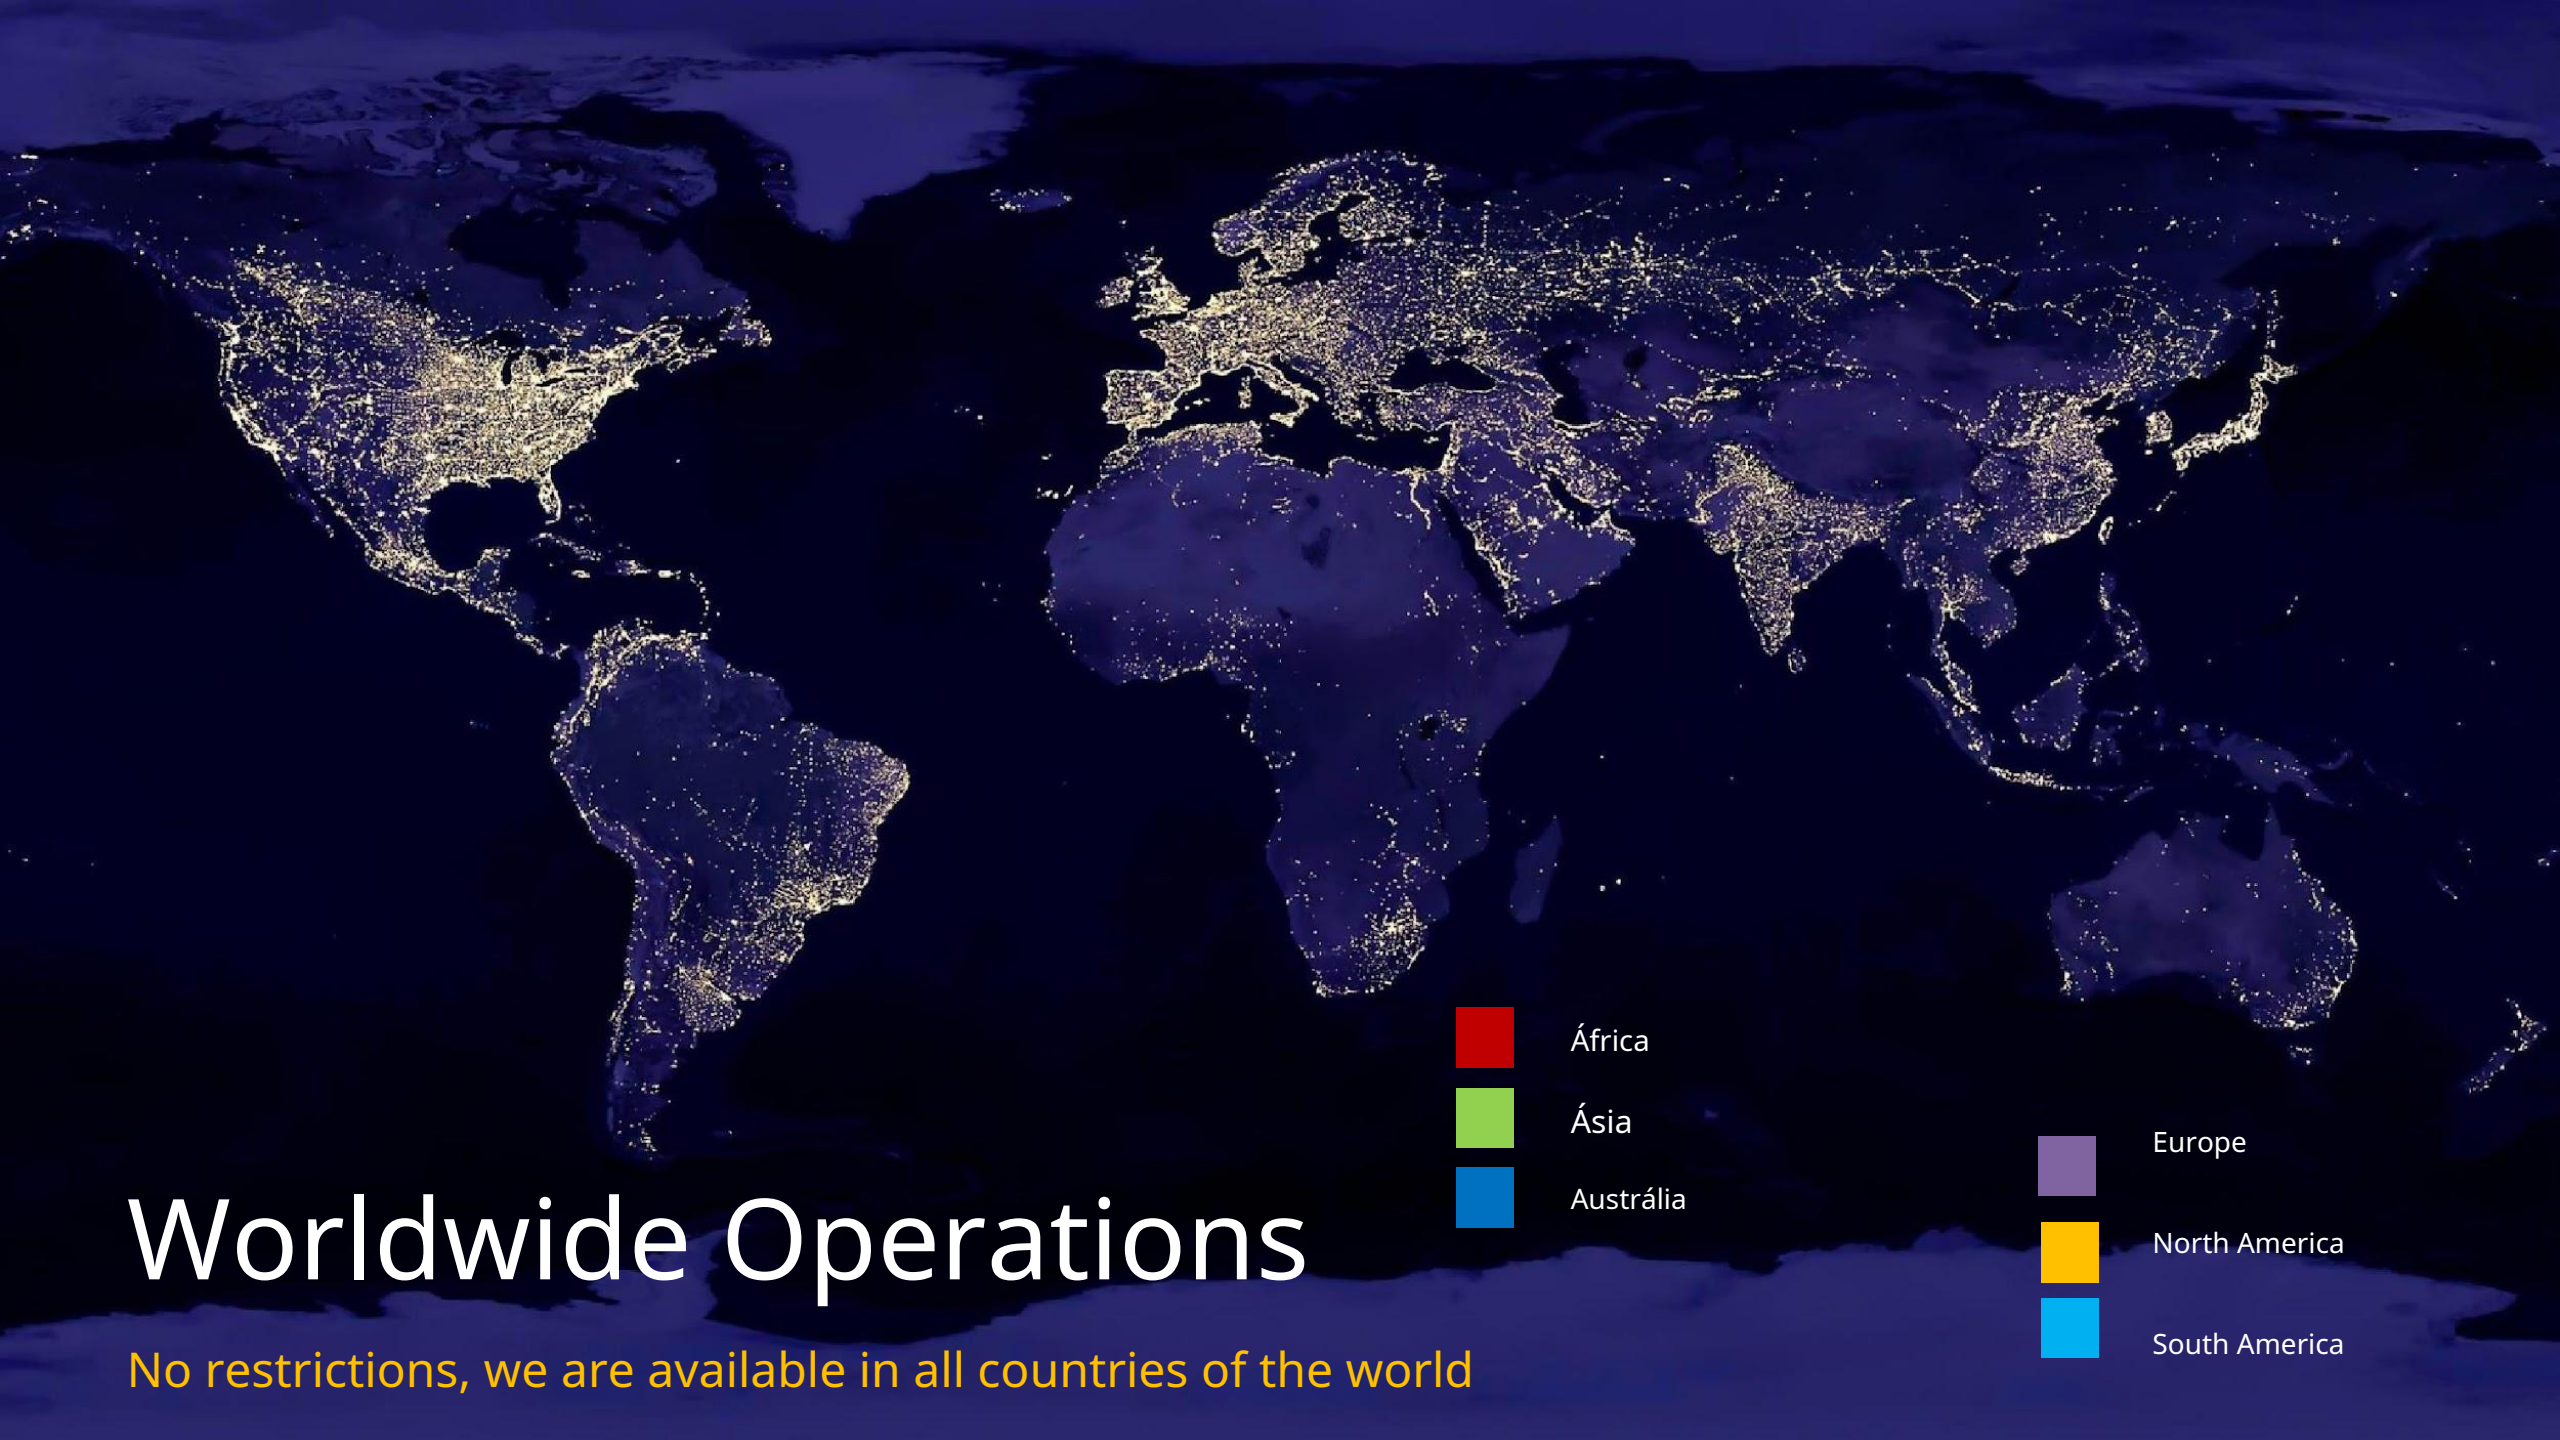 África
Ásia
Austrália
Europe
North America
South America
Worldwide Operations
No restrictions, we are available in all countries of the world